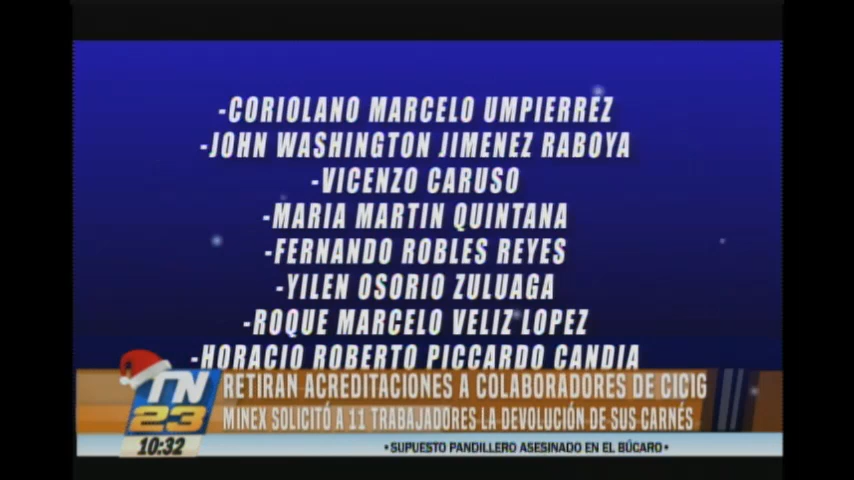 -CORIOLANO MARCELO UMPIERREZ
-JOHN WASHINGTON JIMENEZ RABOYA
-VICENZO CARUSO
-MARIA MARTIN QUINTANA
-FERNANDO ROBLES REYES
-YILEN OSORIO ZULUAGA
-ROQUE MARCELO VELIZ LOPEZ
-HORACIO ROBERTO PICCARDO CANDIA
RETIRAN ACREDITACIONES A COLABORADORES DE CICIG
MINEX SOLICITÓ A 11 TRABAJADORES LA DEVOLUCIÓN DE SUS CARNÉS
TN
23
10:32
•SUPUESTO PANDILLERO ASESINADO EN EL BÚCARO•